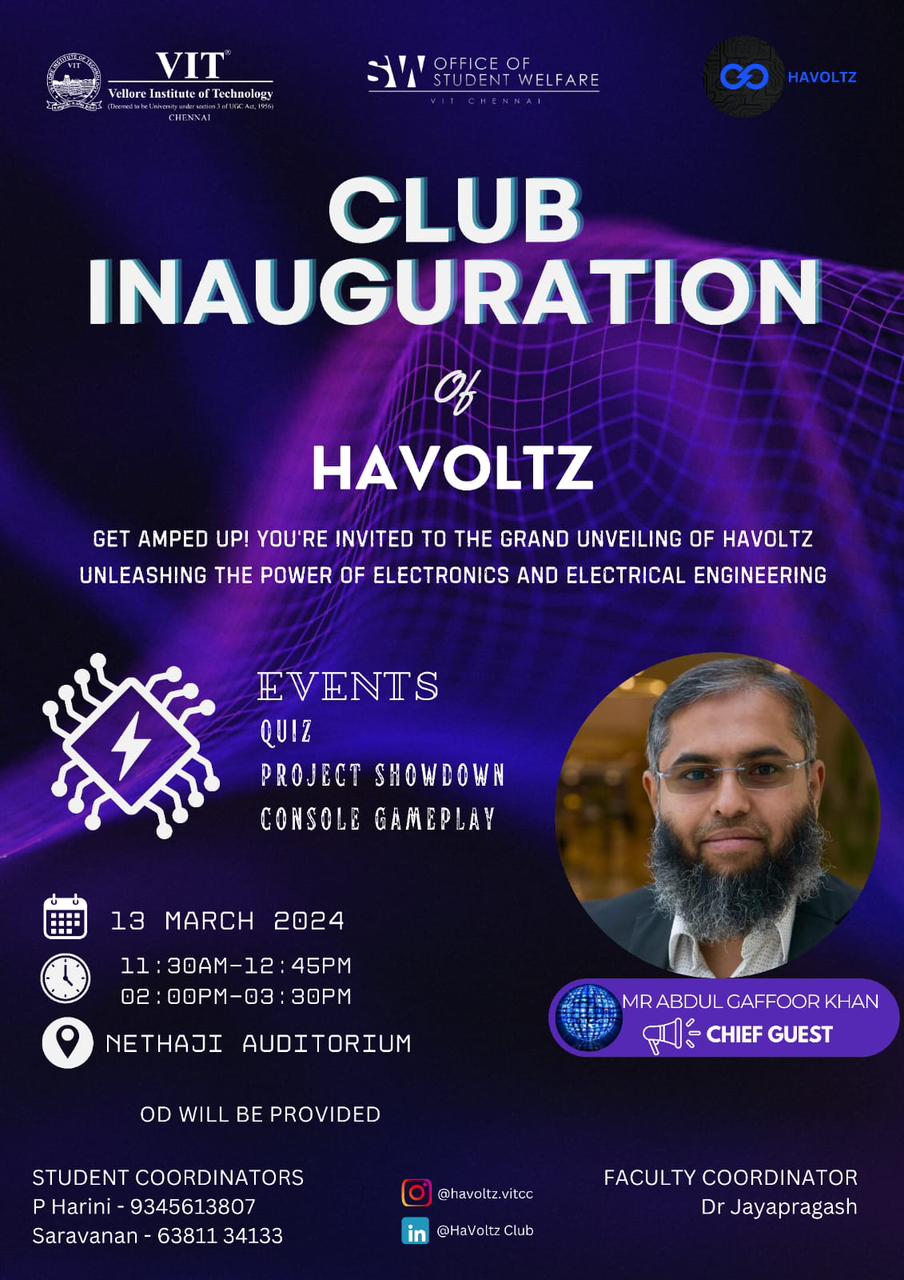 VIT®
Vellore Institute of Technology
(Deemed to be University under section 3 of UGC Act, 1956)
CHENNAI
SW OFFICE OF
STUDENT WELFARE
VIT CHENNAI
HAVOLTZ
CLUB
INAUGURATION
Of
HAVOLTZ
GET AMPED UP! YOU'RE INVITED TO THE GRAND UNVEILING OF HAVOLTZ
UNLEASHING THE POWER OF ELECTRONICS AND ELECTRICAL ENGINEERING
EVENTS
QUIZ
PROJECT SHOWDOWN
CONSOLE GAMEPLAY
13 MARCH 2024
11:30AM-12:45PM
02:00PM-03:30PM
NETHAJI AUDITORIUM
MR ABDUL GAFFOOR KHAN
CHIEF GUEST
OD WILL BE PROVIDED
STUDENT COORDINATORS
P Harini - 9345613807
Saravanan - 63811 34133
@havoltz.vitcc
@HaVoltz Club
FACULTY COORDINATOR
Dr Jayapragash